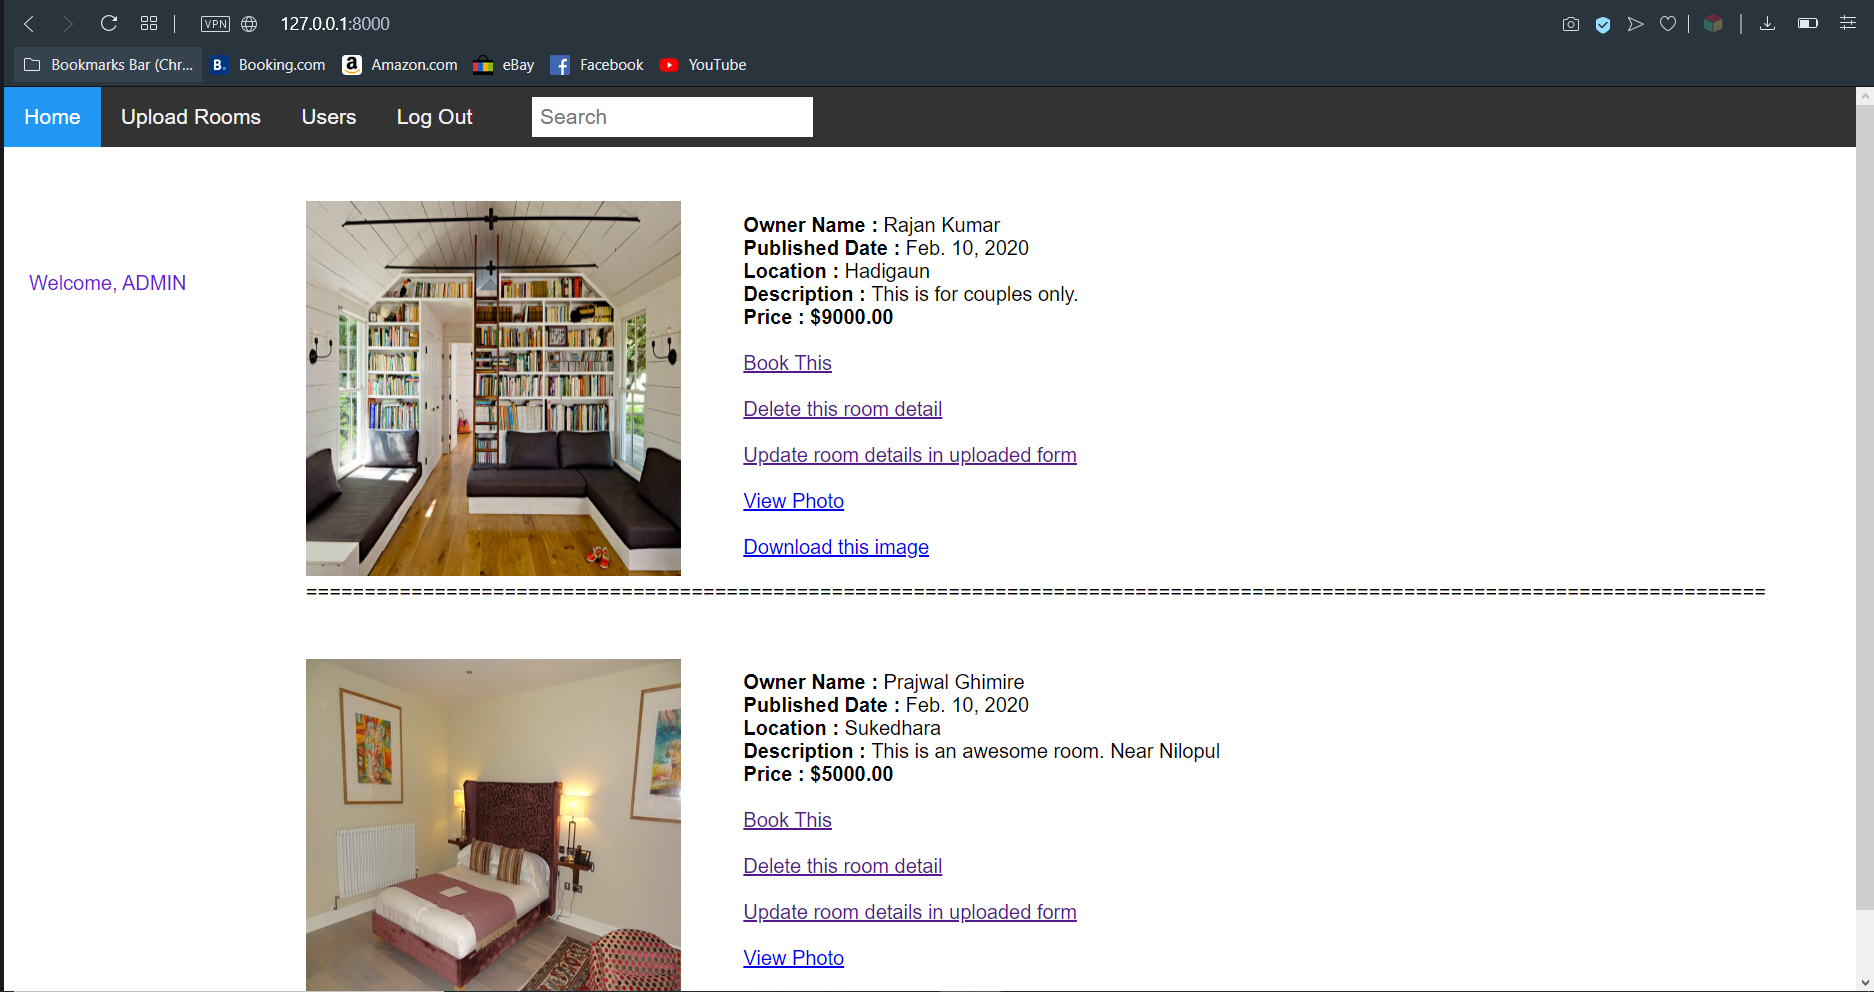 VPN 127.0.0.1:8000
Bookmarks Bar (Chr... B. Booking.com a Amazon.com eBay f Facebook YouTube
Home Upload Rooms Users Log Out Search
Welcome, ADMIN
Owner Name : Rajan Kumar
Published Date : Feb. 10, 2020
Location : Hadigaun
Description : This is for couples only.
Price : $9000.00
Book This
Delete this room detail
Update room details in uploaded form
View Photo
Download this image
Owner Name : Prajwal Ghimire
Published Date : Feb. 10, 2020
Location : Sukedhara
Description : This is an awesome room. Near Nilopul
Price : $5000.00
Book This
Delete this room detail
Update room details in uploaded form
View Photo